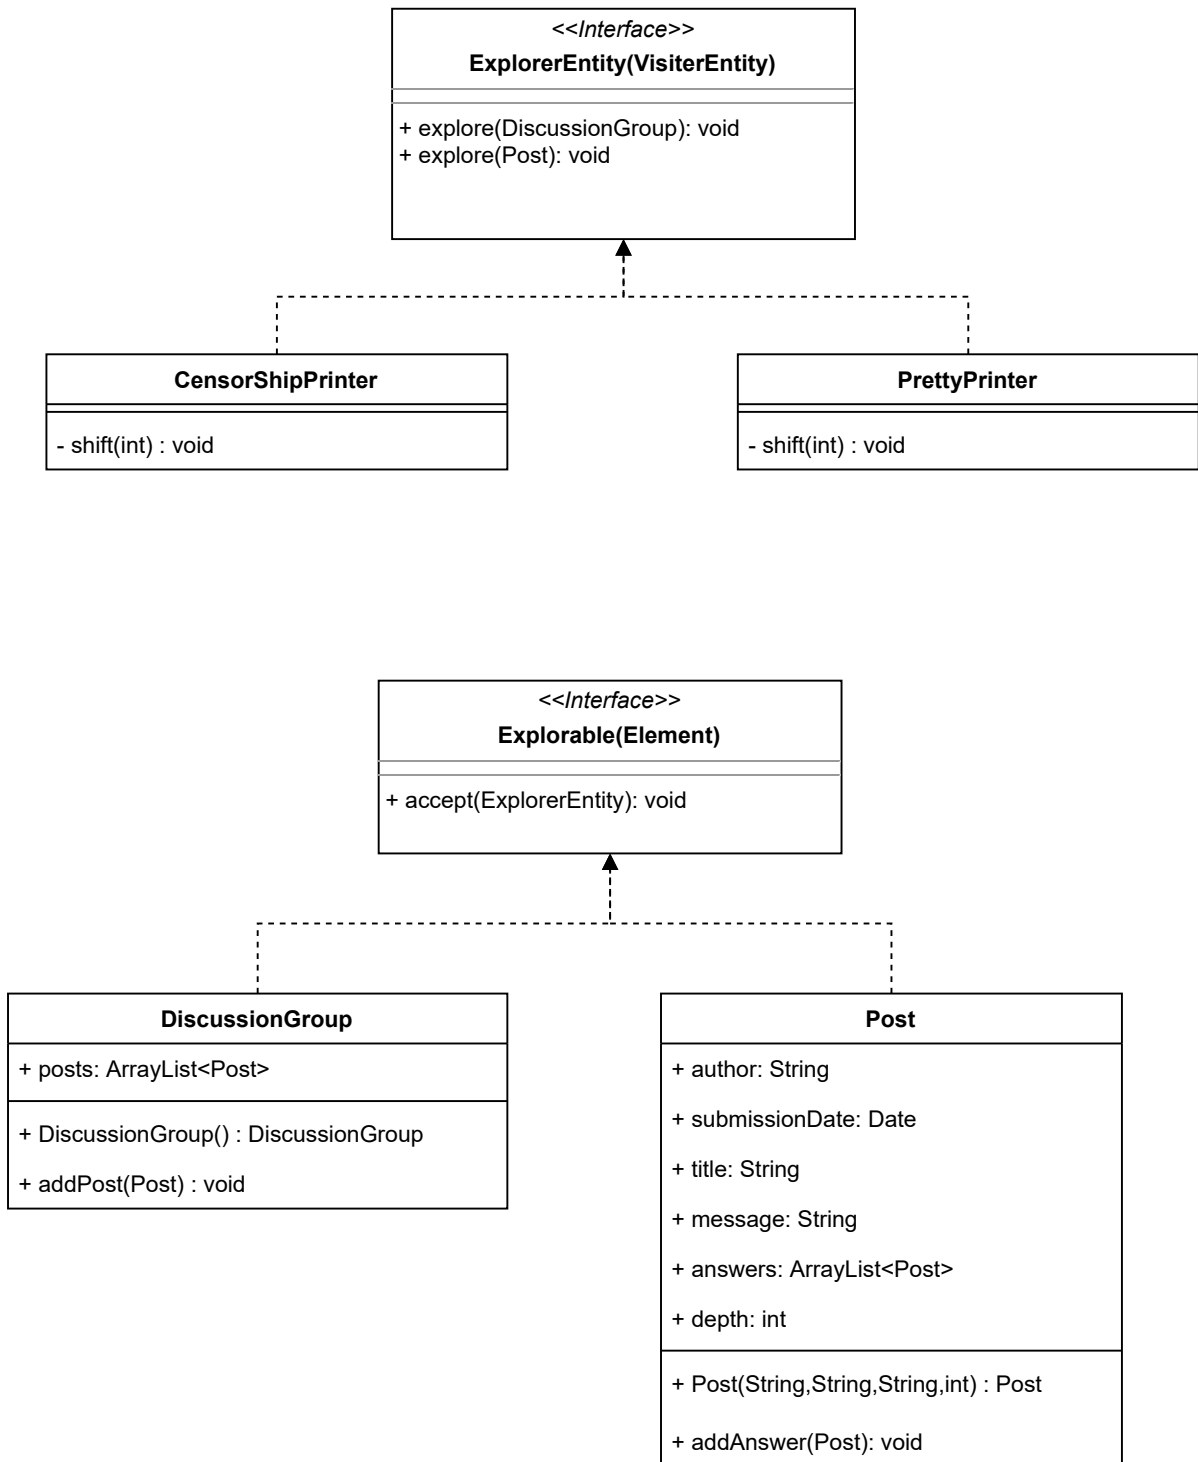 <<Interface>>
ExplorerEntity(VisiterEntity)
+ explore(DiscussionGroup): void
+ explore(Post): void
CensorShipPrinter
- shift(int) : void
PrettyPrinter
- shift(int) : void
<<Interface>>
Explorable(Element)
+ accept(ExplorerEntity): void
DiscussionGroup
+ posts: ArrayList<Post>
+ DiscussionGroup() : DiscussionGroup
+ addPost(Post) : void
Post
+ author: String
+ submissionDate: Date
+ title: String
+ message: String
+ answers: ArrayList<Post>
+ depth: int
+ Post(String,String,String,int) : Post
+ addAnswer(Post): void